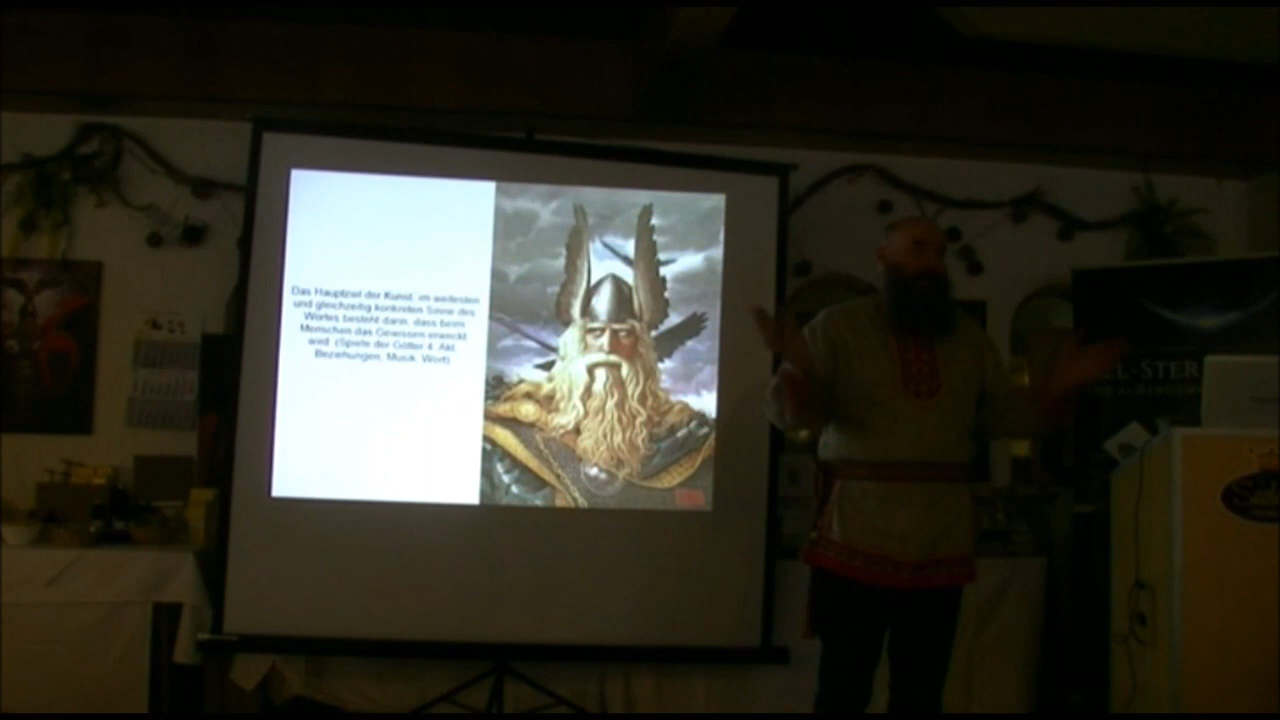 Das Hauptziel der Kunst, im weitesten
und gleichzeitig konkreten Sinne des
Wortes besteht darin, dass beim
Menschen das Gewissen erweckt
wird. (Spiele der Götter 4. Akt,
Beziehungen, Musik, Wort)